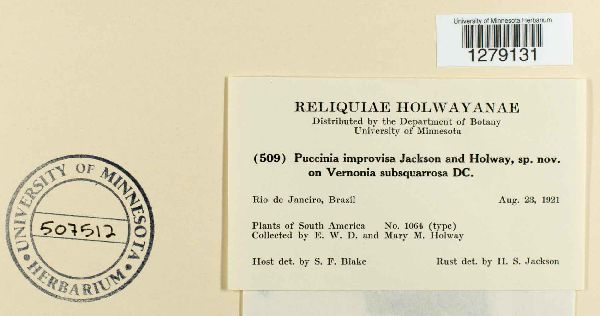 University of Minnesota Herbarium
1279131
RELIQUIAE HOLWAYANAE
Distributed by the Department of Botany
University of Minnesota
(509) Puccinia improvisa Jackson and Holway, sp. nov.
on Vernonia subsquarrosa DC.
Rio de Janeiro, Brazil Aug. 23, 1921
Plants of South America No. 1064 (type)
Collected by E. W. D. and Mary M. Holway
Host det. by S. F. Blake Rust det. by H. S. Jackson
UNIVERSITY OF MINNESOTA
507512
HERBARIUM